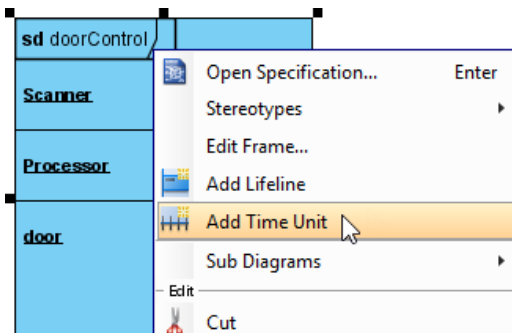 sd doorControl
Scanner
Processor
door
Open Specification... Enter
Stereotypes
Edit Frame...
Add Lifeline
Add Time Unit
Sub Diagrams
Edit
Cut